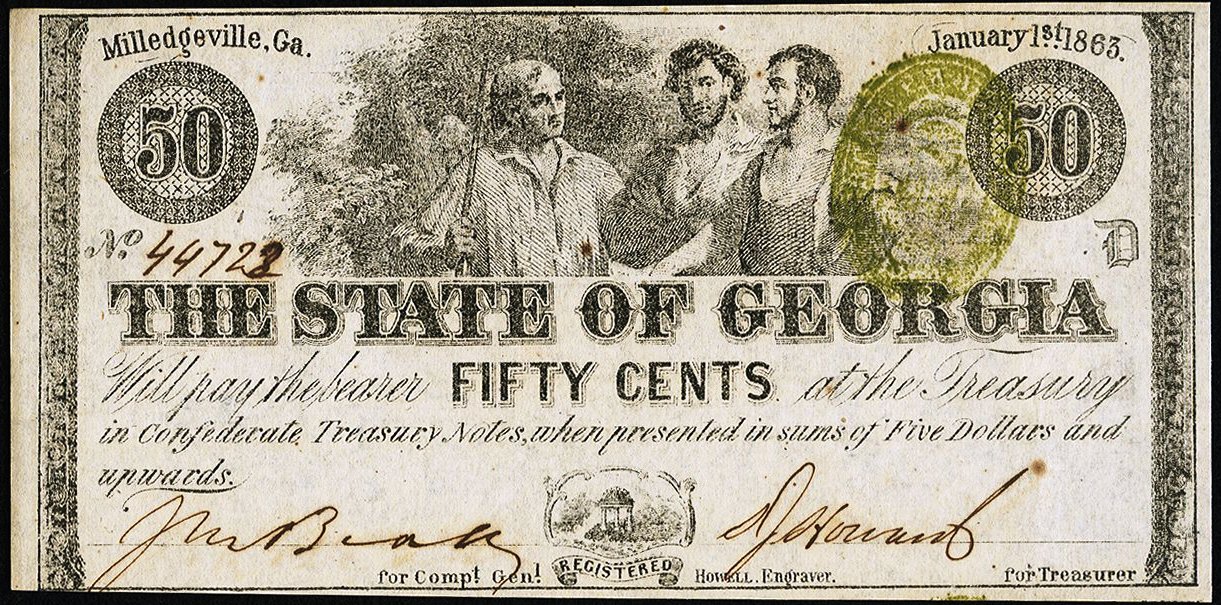 Milledgeville, Ga.
January 1st. 1863.
50
50
No. 44723
D
THE STATE OF GEORGIA
Will pay the bearer FIFTY CENTS. at the Treasury
in Confederate Treasury Notes, when presented in sums of Five Dollars and
upwards.
for Compt. Genl.
REGISTERED
Howell. Engraver.
for Treasurer